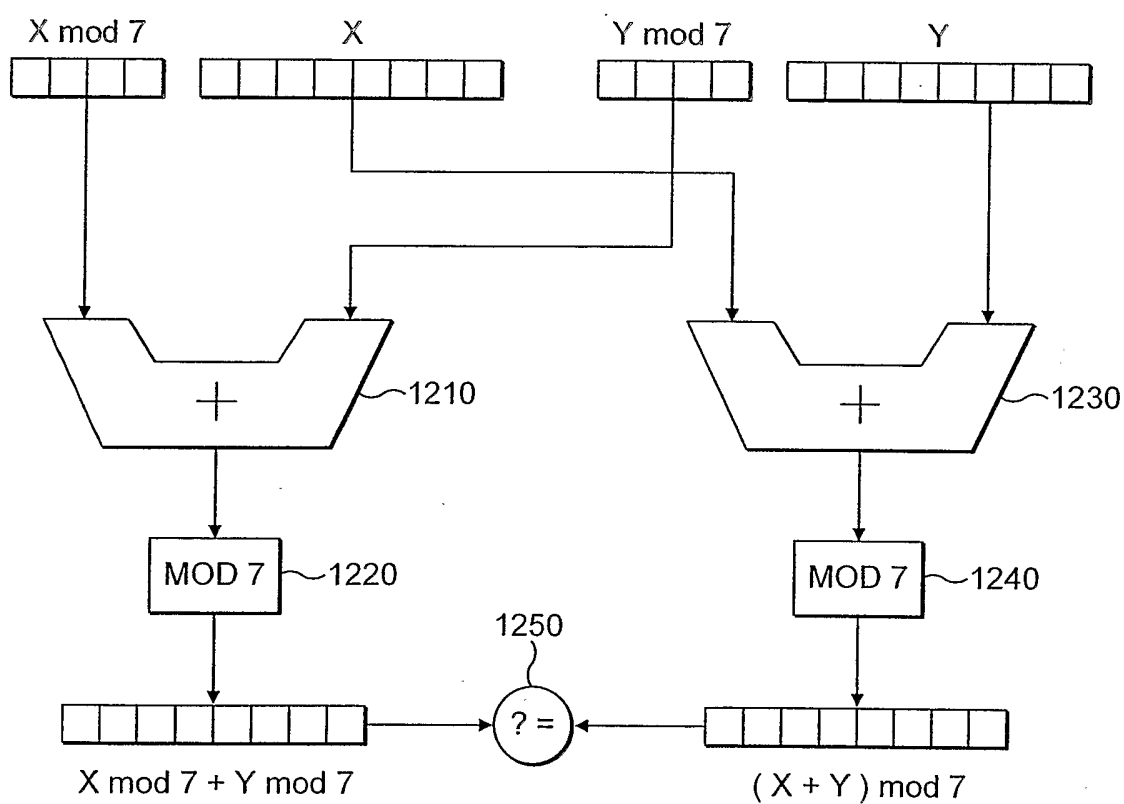 X mod 7
X
Y mod 7
Y
+
1210
+
1230
MOD 7
1220
MOD 7
1240
1250
? =
X mod 7 + Y mod 7
( X + Y ) mod 7